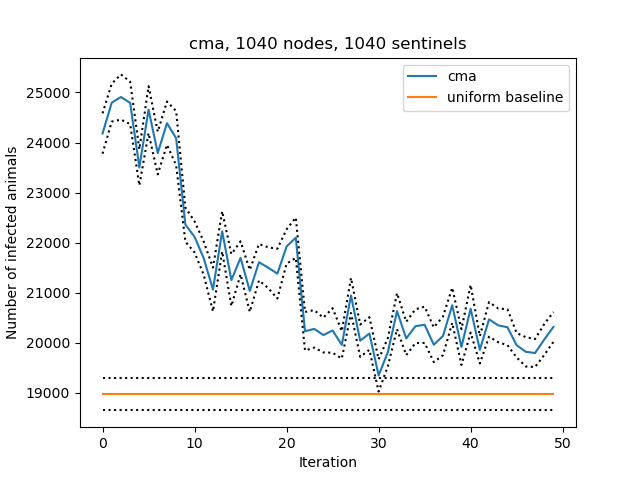 cma, 1040 nodes, 1040 sentinels
cma
uniform baseline
Number of infected animals
25000
24000
23000
22000
21000
20000
19000
0
10
20
30
40
50
Iteration